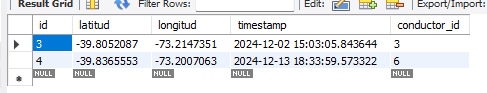 Result Grid Filter Rows: Edit: Export/Import:
id latitud longitud timestamp conductor_id
3 -39.8052087 -73.2147351 2024-12-02 15:03:05.843644 3
4 -39.8365553 -73.2007063 2024-12-13 18:33:59.573322 6
NULL NULL NULL NULL NULL